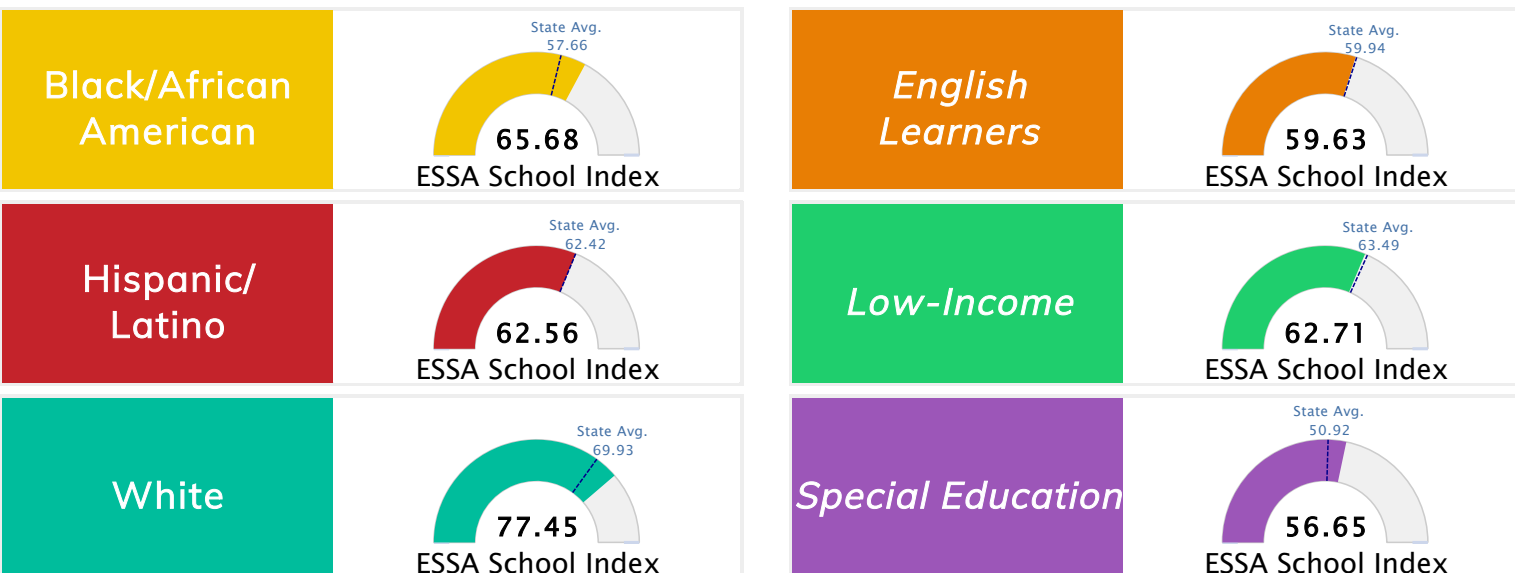 Black/African
American
State Avg.
57.66
65.68
ESSA School Index
English
Learners
State Avg.
59.94
59.63
ESSA School Index
Hispanic/
Latino
State Avg.
62.42
62.56
ESSA School Index
Low-Income
State Avg.
63.49
62.71
ESSA School Index
White
State Avg.
69.93
77.45
ESSA School Index
Special Education
State Avg.
50.92
56.65
ESSA School Index